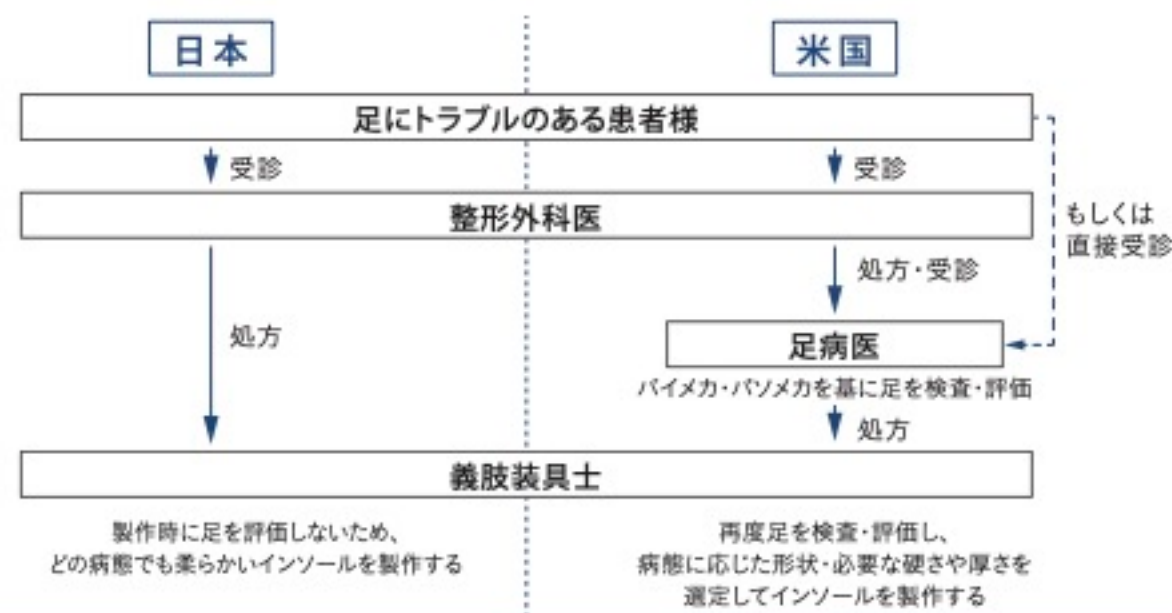 日本
米国
足にトラブルのある患者様
受診
受診
整形外科医
もしくは
直接受診
処方・受診
処方
足病医
バイメカ・パソメカを基に足を検査・評価
処方
義肢装具士
製作時に足を評価しないため、
どの病態でも柔らかいインソールを製作する
再度足を検査・評価し、
病態に応じた形状・必要な硬さや厚さを
選定してインソールを製作する